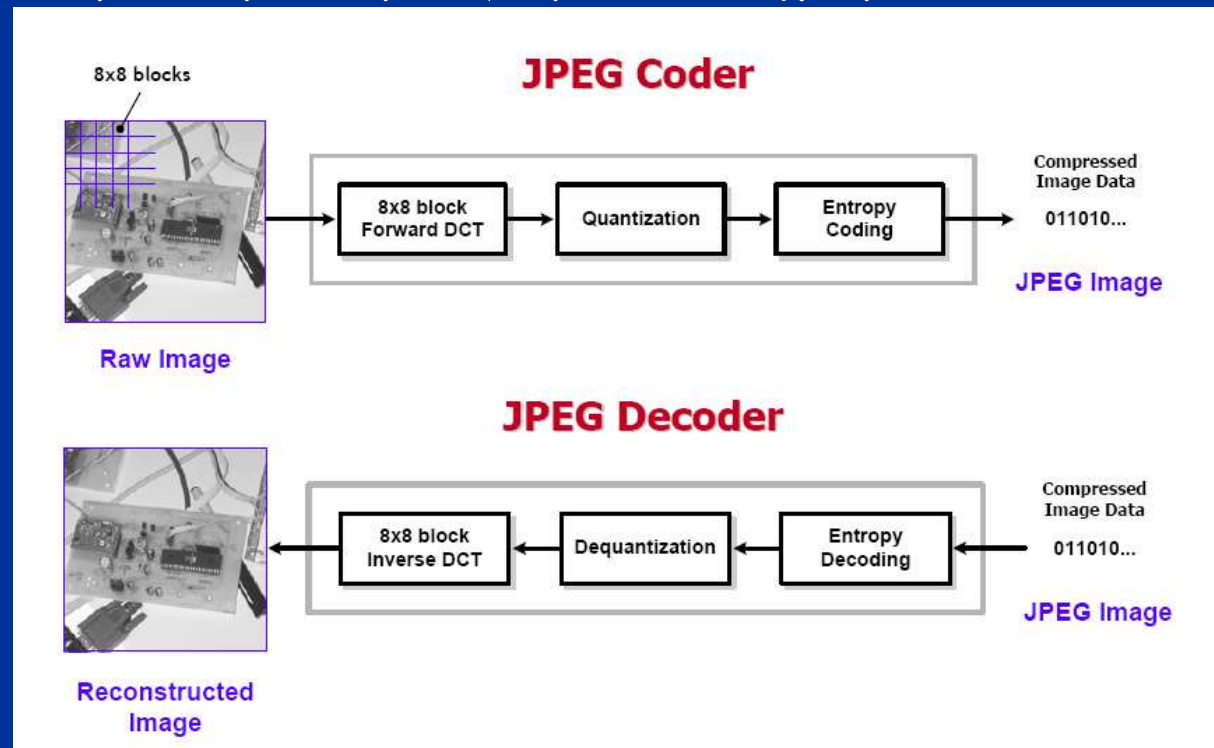 JPEG Coder
8x8 blocks
8x8 block
Forward DCT
Quantization
Entropy
Coding
Compressed
Image Data
011010...
JPEG Image
Raw Image
JPEG Decoder
8x8 block
Inverse DCT
Dequantization
Entropy
Decoding
Compressed
Image Data
011010...
JPEG Image
Reconstructed
Image